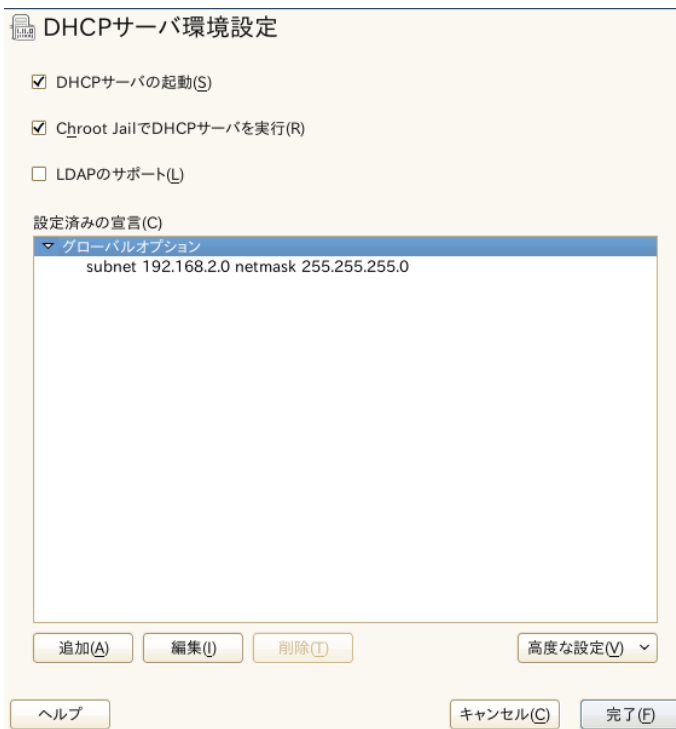 DHCPサーバ環境設定
DHCPサーバの起動(S)
Chroot JailでDHCPサーバを実行(R)
LDAPのサポート(L)
設定済みの宣言(C)
グローバルオプション
subnet 192.168.2.0 netmask 255.255.255.0
追加(A) 編集(I) 削除(T) 高度な設定(V)
ヘルプ キャンセル(C) 完了(F)